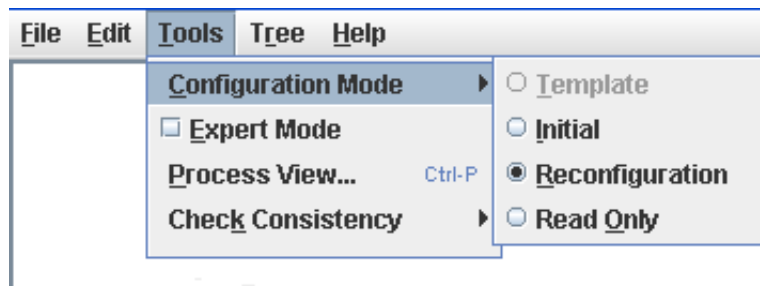 File Edit Tools Tree Help
Configuration Mode
Expert Mode
Process View... Ctrl-P
Check Consistency
Template
Initial
Reconfiguration
Read Only